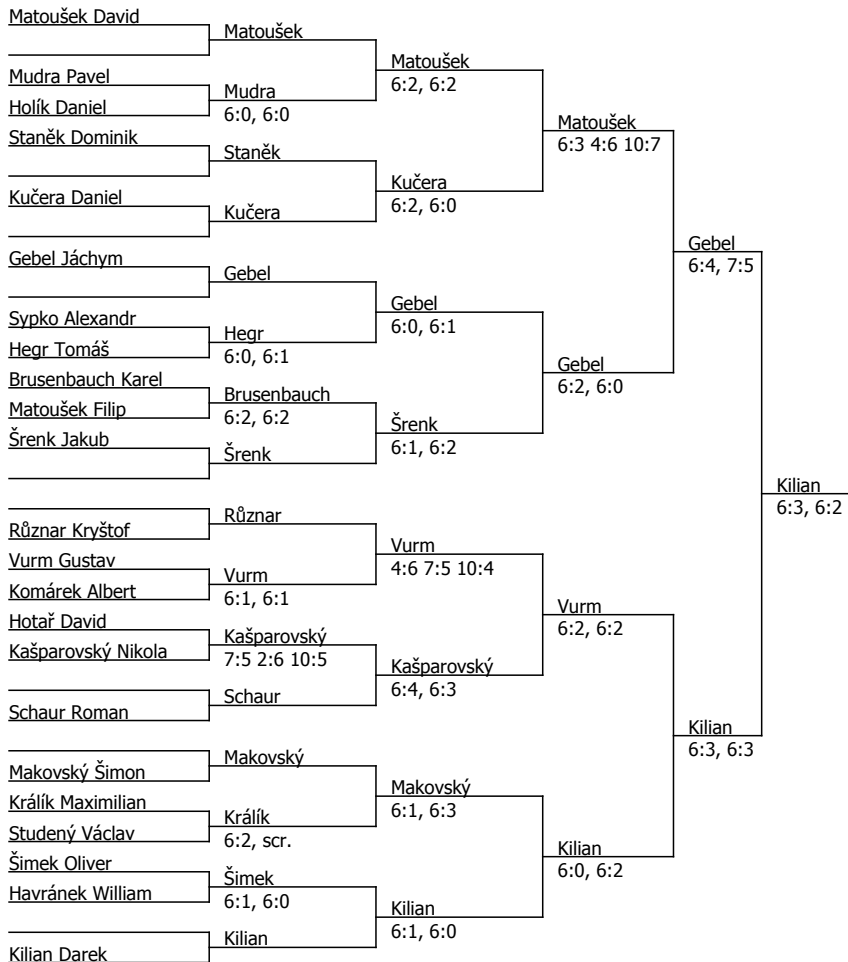 Matoušek David
Mudra Pavel
Holík Daniel
Staněk Dominik
Kučera Daniel
Gebel Jáchym
Sypko Alexandr
Hegr Tomáš
Brusenbauch Karel
Matoušek Filip
Šrenk Jakub
Různar Kryštof
Vurm Gustav
Komárek Albert
Hotař David
Kašparovský Nikola
Schaur Roman
Makovský Šimon
Králík Maximilian
Studený Václav
Šimek Oliver
Havránek William
Kilian Darek
Matoušek
Mudra
6:0, 6:0
Staněk
Kučera
Gebel
Hegr
6:0, 6:1
Brusenbauch
6:2, 6:2
Šrenk
Různar
Vurm
6:1, 6:1
Kašparovský
7:5 2:6 10:5
Schaur
Makovský
Králík
6:2, scr.
Šimek
6:1, 6:0
Kilian
Matoušek
6:2, 6:2
Kučera
6:2, 6:0
Gebel
6:0, 6:1
Šrenk
6:1, 6:2
Vurm
4:6 7:5 10:4
Kašparovský
6:4, 6:3
Makovský
6:1, 6:3
Kilian
6:1, 6:0
Matoušek
6:3 4:6 10:7
Gebel
6:2, 6:0
Vurm
6:2, 6:2
Kilian
6:0, 6:2
Gebel
6:4, 7:5
Kilian
6:3, 6:3
Kilian
6:3, 6:2